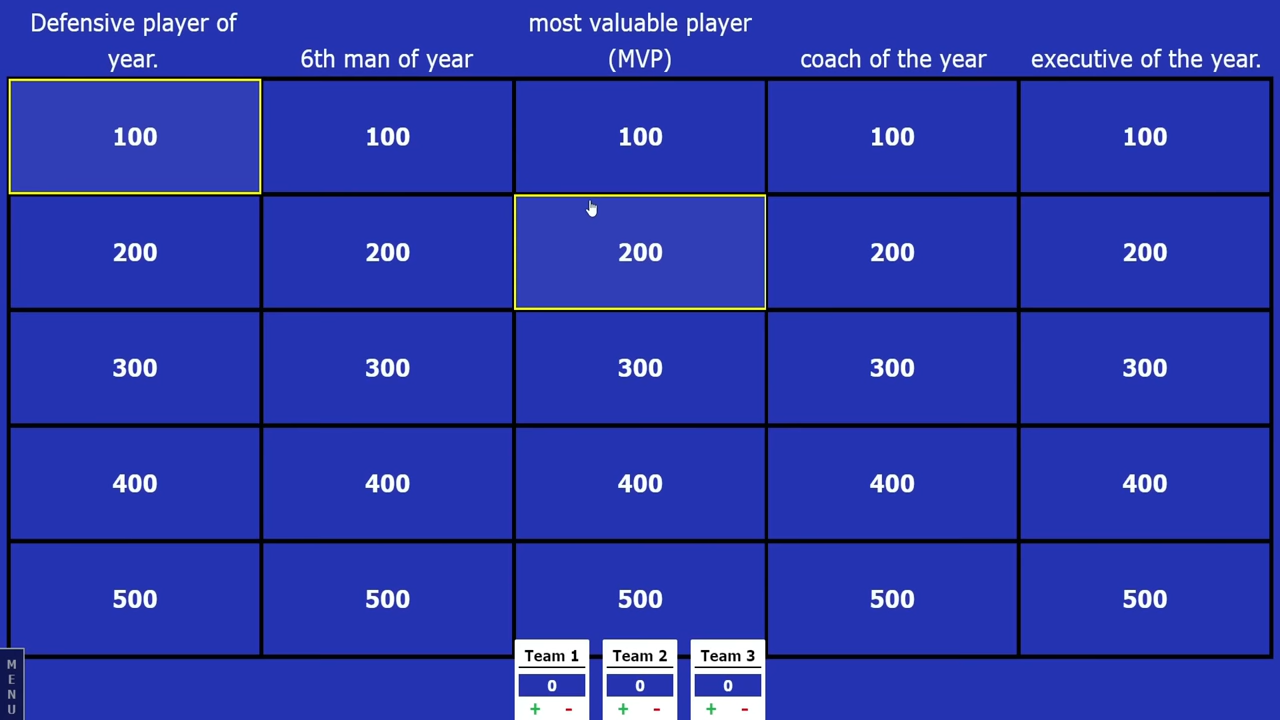 Defensive player of
year.
6th man of year
most valuable player
(MVP)
coach of the year
executive of the year.
100 100 100 100 100
200 200 200 200 200
300 300 300 300 300
400 400 400 400 400
500 500 500 500 500
MENU
Team 1 Team 2 Team 3
0 0 0
+ - + - + -